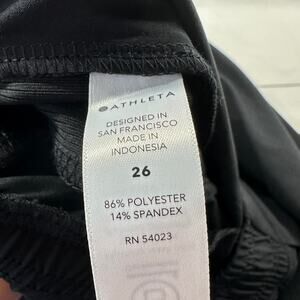 ATHLETA
DESIGNED IN
SAN FRANCISCO
MADE IN
INDONESIA
26
86% POLYESTER
14% SPANDEX
RN 54023